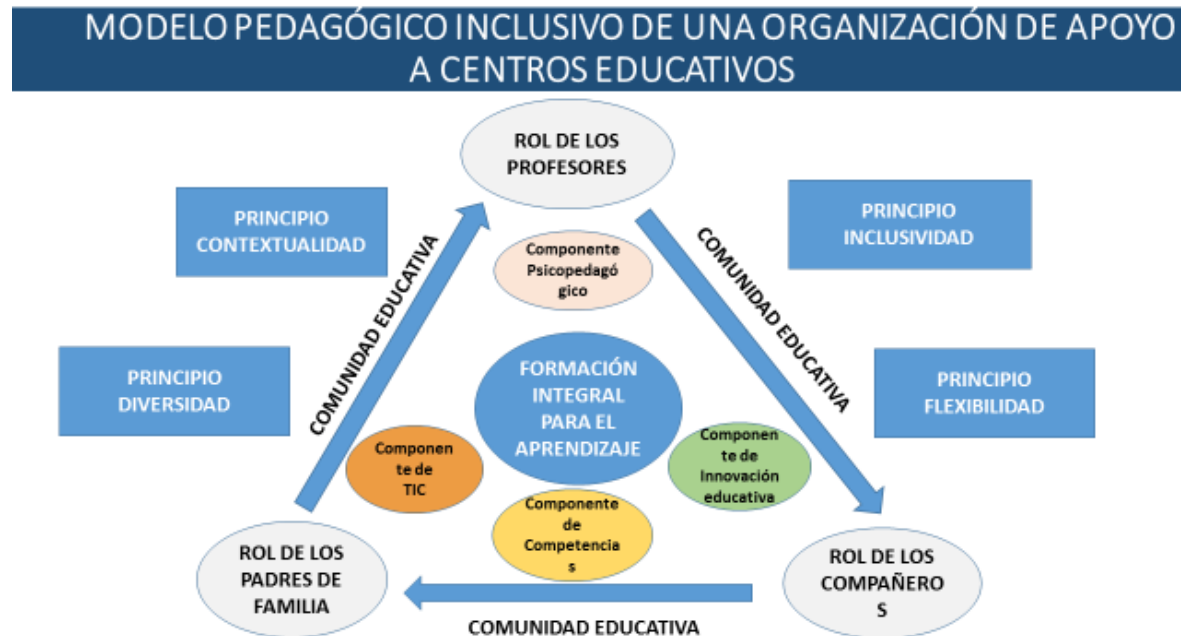 MODELO PEDAGÓGICO INCLUSIVO DE UNA ORGANIZACIÓN DE APOYO
A CENTROS EDUCATIVOS
ROL DE LOS
PROFESORES
PRINCIPIO
CONTEXTUALIDAD
PRINCIPIO
INCLUSIVIDAD
COMUNIDAD EDUCATIVA
Componente
Psicopedagó
gico
COMUNIDAD EDUCATIVA
PRINCIPIO
DIVERSIDAD
FORMACIÓN
INTEGRAL
PARA EL
APRENDIZAJE
PRINCIPIO
FLEXIBILIDAD
Componen
te de
TIC
Compone
nte de
Innovación
educativa
Componente
de
Competencia
s
ROL DE LOS
PADRES DE
FAMILIA
ROL DE LOS
COMPAÑERO
S
COMUNIDAD EDUCATIVA